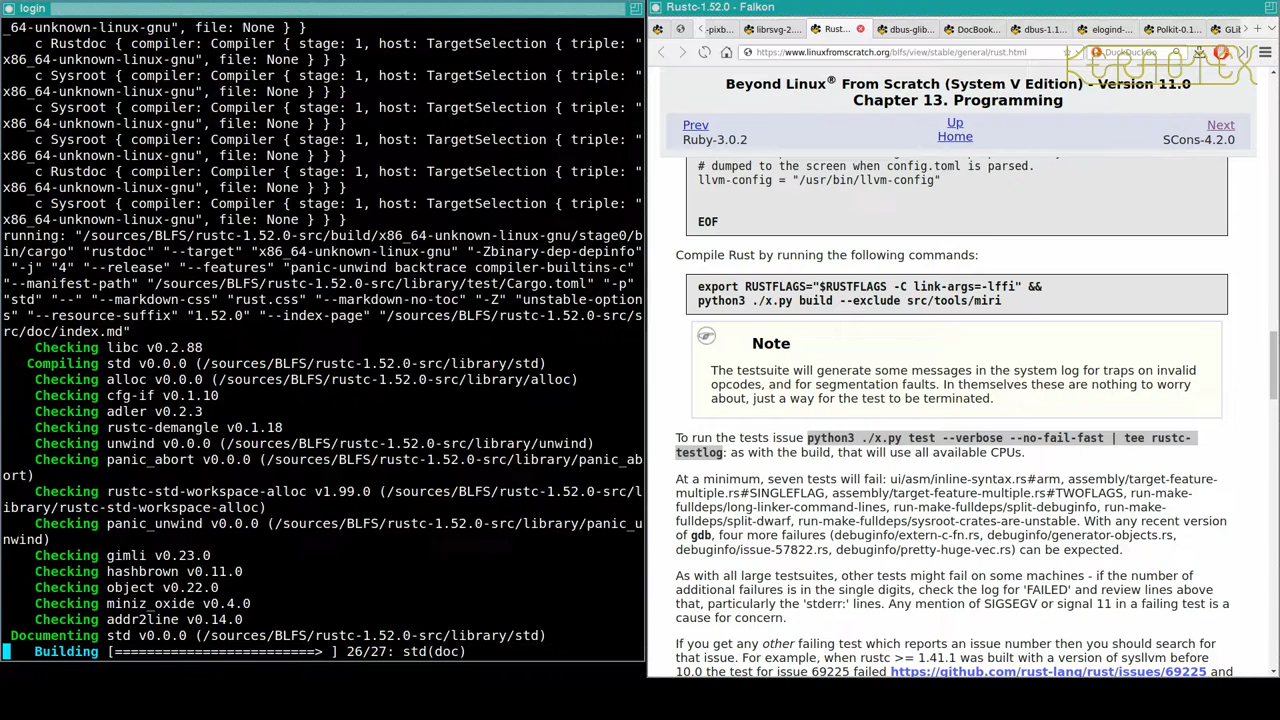 login
_64-unknown-linux-gnu", file: None } }
c Rustdoc { compiler: Compiler { stage: 1, host: TargetSelection { triple: "
x86_64-unknown-linux-gnu", file: None } } }
c Sysroot { compiler: Compiler { stage: 1, host: TargetSelection { triple: "
x86_64-unknown-linux-gnu", file: None } } }
c Sysroot { compiler: Compiler { stage: 1, host: TargetSelection { triple: "
x86_64-unknown-linux-gnu", file: None } } }
c Sysroot { compiler: Compiler { stage: 1, host: TargetSelection { triple: "
x86_64-unknown-linux-gnu", file: None } } }
c Rustdoc { compiler: Compiler { stage: 1, host: TargetSelection { triple: "
x86_64-unknown-linux-gnu", file: None } } }
c Sysroot { compiler: Compiler { stage: 1, host: TargetSelection { triple: "
x86_64-unknown-linux-gnu", file: None } } }
running: "/sources/BLFS/rustc-1.52.0-src/build/x86_64-unknown-linux-gnu/stage0/b
in/cargo" "rustdoc" "--target" "x86_64-unknown-linux-gnu" "-Zbinary-dep-depinfo"
"-j" "4" "--release" "--features" "panic-unwind backtrace compiler-builtins-c"
"--manifest-path" "/sources/BLFS/rustc-1.52.0-src/library/test/Cargo.toml" "-p"
"std" "--" "--markdown-css" "rust.css" "--markdown-no-toc" "-Z" "unstable-option
s" "--resource-suffix" "1.52.0" "--index-page" "/sources/BLFS/rustc-1.52.0-src/s
rc/doc/index.md"
Checking libc v0.2.88
Compiling std v0.0.0 (/sources/BLFS/rustc-1.52.0-src/library/std)
Checking alloc v0.0.0 (/sources/BLFS/rustc-1.52.0-src/library/alloc)
Checking cfg-if v0.1.10
Checking adler v0.2.3
Checking rustc-demangle v0.1.18
Checking unwind v0.0.0 (/sources/BLFS/rustc-1.52.0-src/library/unwind)
Checking panic_abort v0.0.0 (/sources/BLFS/rustc-1.52.0-src/library/panic_ab
ort)
Checking rustc-std-workspace-alloc v1.99.0 (/sources/BLFS/rustc-1.52.0-src/l
ibrary/rustc-std-workspace-alloc)
Checking panic_unwind v0.0.0 (/sources/BLFS/rustc-1.52.0-src/library/panic_u
nwind)
Checking gimli v0.23.0
Checking hashbrown v0.11.0
Checking object v0.22.0
Checking miniz_oxide v0.4.0
Checking addr2line v0.14.0
Documenting std v0.0.0 (/sources/BLFS/rustc-1.52.0-src/library/std)
Building [=========================> ] 26/27: std(doc)
Rustc-1.52.0 - Falkon
-pixb... librsvg-2.... Rust... dbus-glib... DocBook... dbus-1.1... elogind-... Polkit-0.1... GLib
https://www.linuxfromscratch.org/blfs/view/stable/general/rust.html DuckDuckGo
KERNOTEX
Beyond Linux® From Scratch (System V Edition) - Version 11.0
Chapter 13. Programming
Prev Up Next
Ruby-3.0.2 Home SCons-4.2.0
# dumped to the screen when config.toml is parsed.
llvm-config = "/usr/bin/llvm-config"
EOF
Compile Rust by running the following commands:
export RUSTFLAGS="$RUSTFLAGS -C link-args=-lffi" &&
python3 ./x.py build --exclude src/tools/miri
Note
The testsuite will generate some messages in the system log for traps on invalid
opcodes, and for segmentation faults. In themselves these are nothing to worry
about, just a way for the test to be terminated.
To run the tests issue python3 ./x.py test --verbose --no-fail-fast | tee rustc-
testlog: as with the build, that will use all available CPUs.
At a minimum, seven tests will fail: ui/asm/inline-syntax.rs#arm, assembly/target-feature-
multiple.rs#SINGLEFLAG, assembly/target-feature-multiple.rs#TWOFLAGS, run-make-
fulldeps/long-linker-command-lines, run-make-fulldeps/split-debuginfo, run-make-
fulldeps/split-dwarf, run-make-fulldeps/sysroot-crates-are-unstable. With any recent version
of gdb, four more failures (debuginfo/extern-c-fn.rs, debuginfo/generator-objects.rs,
debuginfo/issue-57822.rs, debuginfo/pretty-huge-vec.rs) can be expected.
As with all large testsuites, other tests might fail on some machines - if the number of
additional failures is in the single digits, check the log for 'FAILED' and review lines above
that, particularly the 'stderr:' lines. Any mention of SIGSEGV or signal 11 in a failing test is a
cause for concern.
If you get any other failing test which reports an issue number then you should search for
that issue. For example, when rustc >= 1.41.1 was built with a version of sysllvm before
10.0 the test for issue 69225 failed https://github.com/rust-lang/rust/issues/69225 and